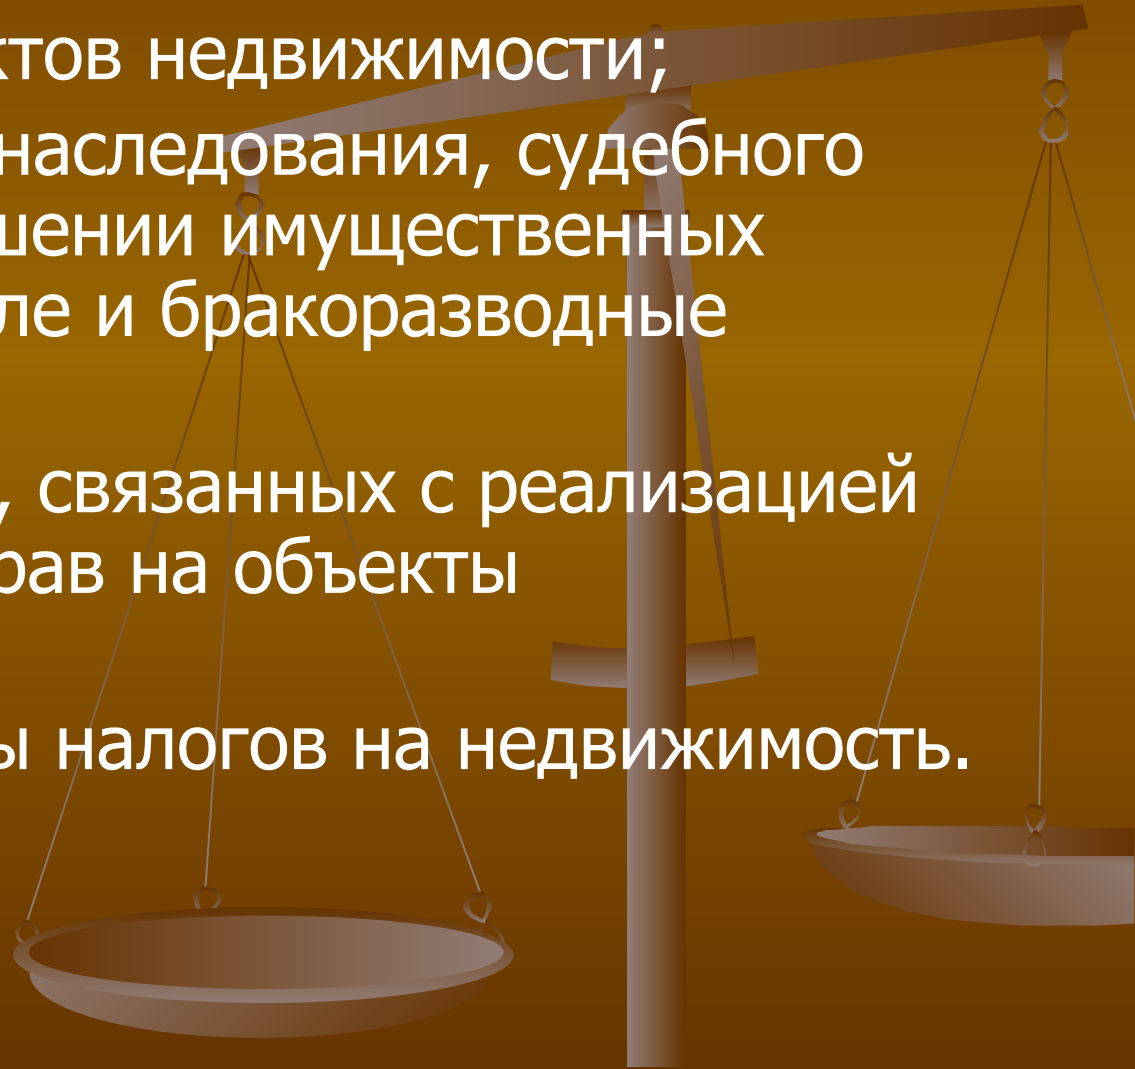 ктов недвижимости;
наследования, судебного
шении имущественных
ле и бракоразводные
, связанных с реализацией
рав на объекты
ы налогов на недвижимость.